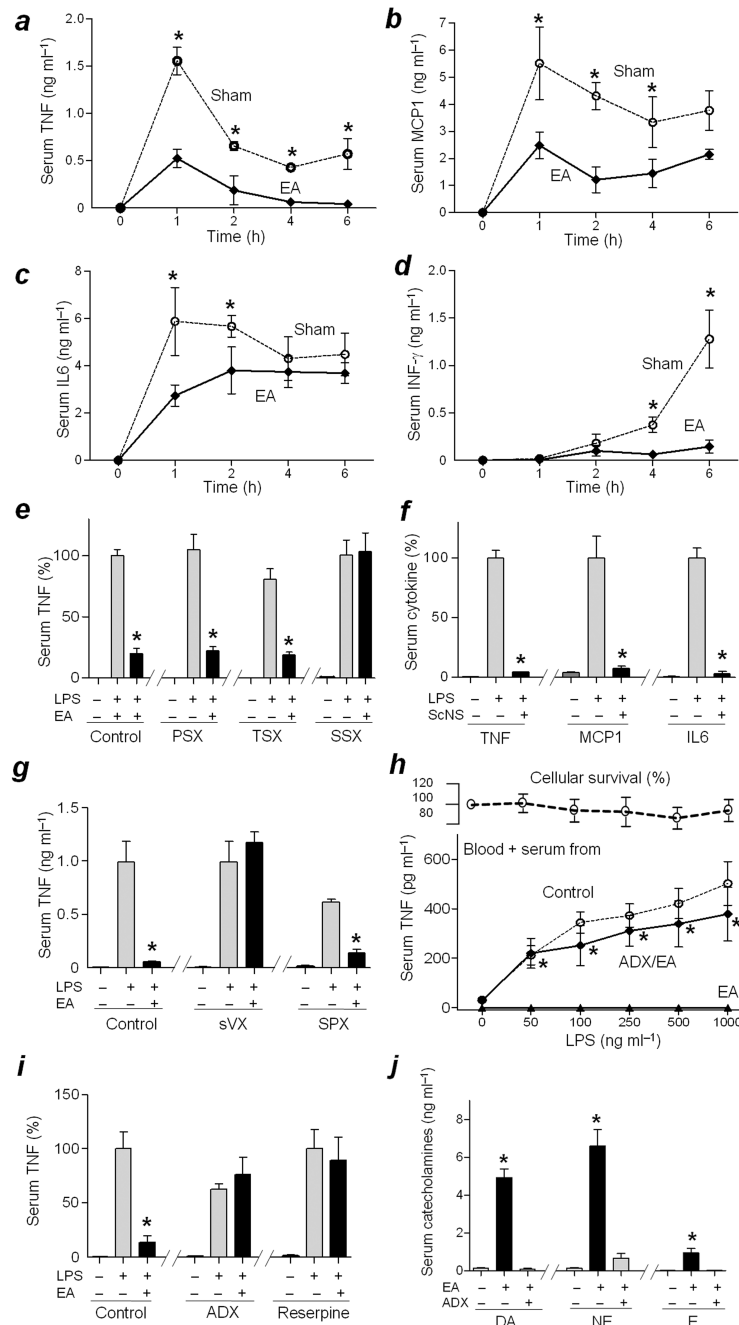 a
Serum TNF (ng ml–1)
2.0
1.5
1.0
0.5
0
*
Sham
*
*
*
EA
0 1 2 4 6
Time (h)
b
Serum MCP1 (ng ml–1)
7
6
5
4
3
2
1
0
*
*
Sham
*
EA
0 1 2 4 6
Time (h)
c
Serum IL6 (ng ml–1)
8
6
4
2
0
*
*
Sham
EA
0 1 2 4 6
Time (h)
d
Serum INF-γ (ng ml–1)
2.0
1.5
1.0
0.5
0
*
Sham
*
EA
0 1 2 4 6
Time (h)
e
Serum TNF (%)
100
50
0
* * *
LPS – + + – + + – + + – + +
EA – + + – – + – – + – – +
Control PSX TSX SSX
f
Serum cytokine (%)
100
50
0
* * *
LPS – + + – + + – + +
ScNS – – + – – + – – +
TNF MCP1 IL6
g
Serum TNF (ng ml–1)
1.5
1.0
0.5
0
* *
LPS – + + – + + – + +
EA – – + – – + – – +
Control sVX SPX
h
120
100
80
Cellular survival (%)
Blood + serum from
Serum TNF (pg ml–1)
600
400
200
0
Control
* * * * *
ADX/EA
EA
0 50 100 250 500 1000
LPS (ng ml–1)
i
Serum TNF (%)
150
100
50
0
*
LPS – + + – + + – + +
EA – – + – – + – – +
Control ADX Reserpine
j
Serum catecholamines (ng ml–1)
8
6
4
2
0
* * *
EA – + + – + + – + +
ADX – – + – – + – – +
DA NE E